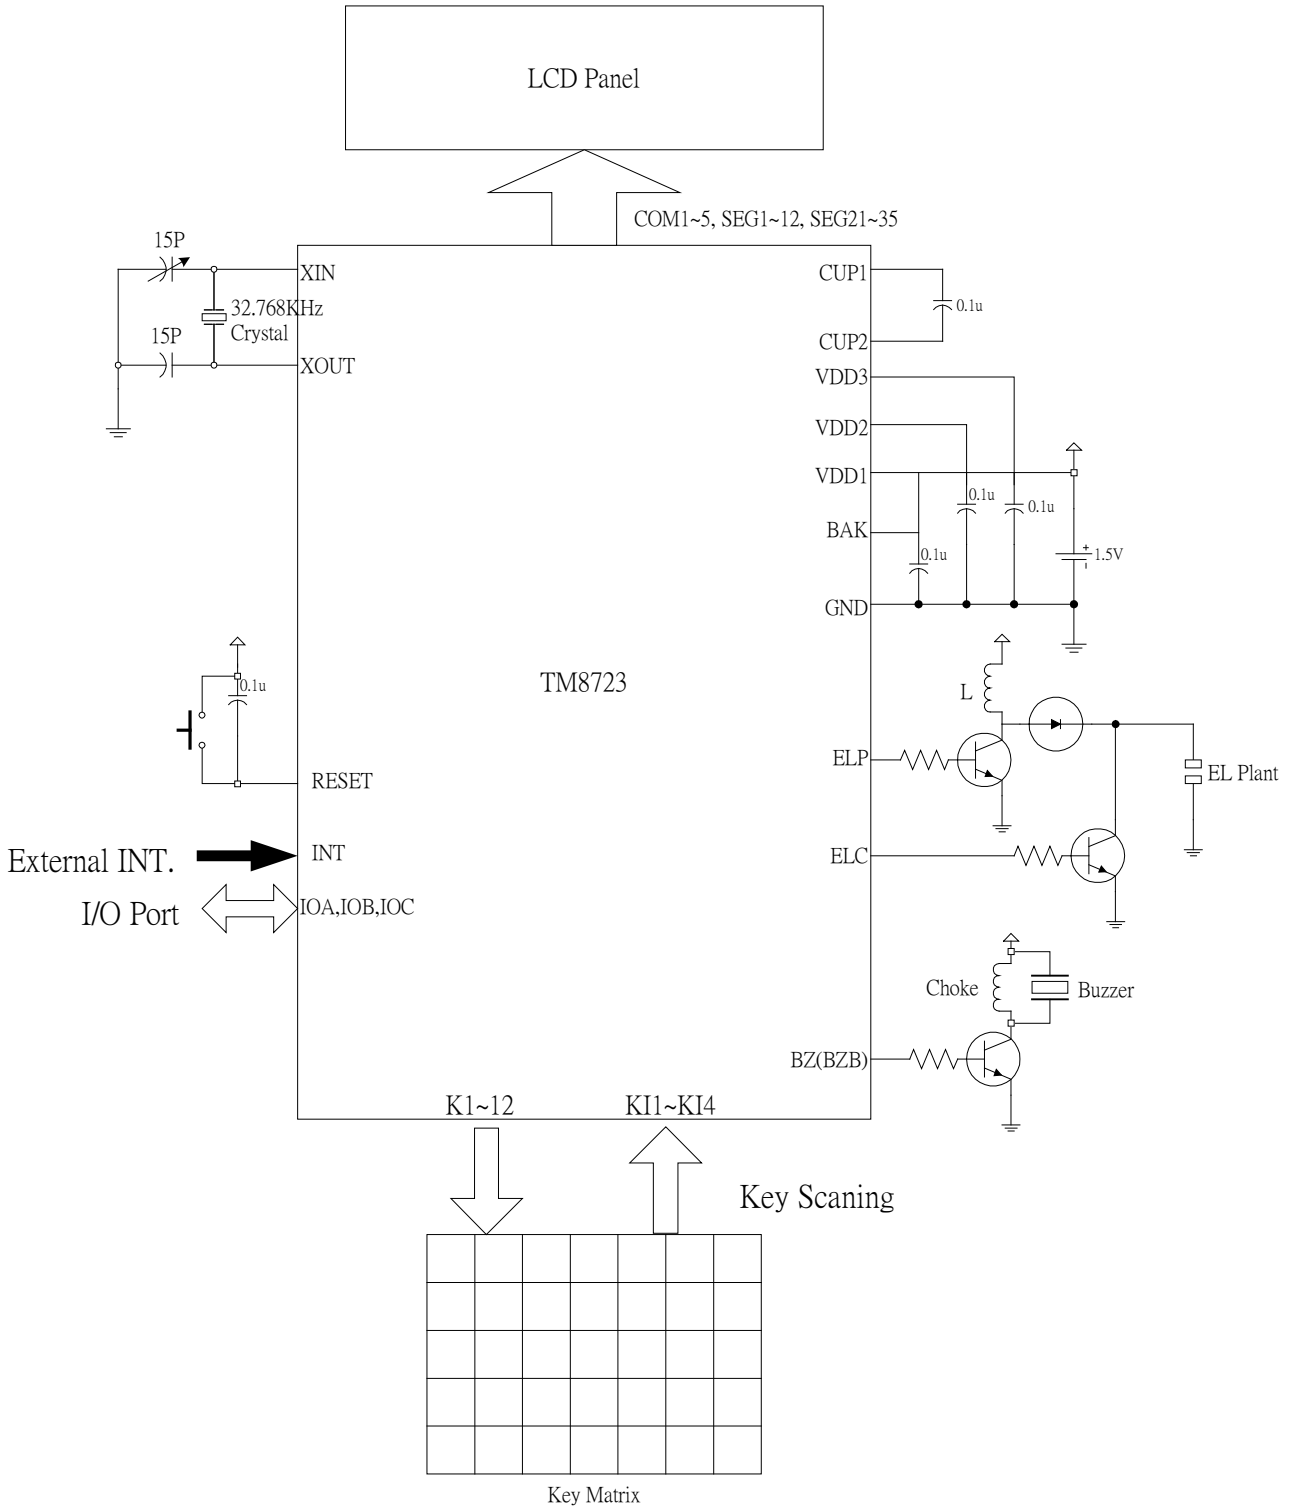 LCD Panel
COM1~5, SEG1~12, SEG21~35
15P
XIN
32.768KHz
Crystal
15P
XOUT
CUP1
0.1u
CUP2
VDD3
VDD2
VDD1
0.1u
0.1u
BAK
0.1u
+
1.5V
-
GND
TM8723
0.1u
RESET
L
ELP
EL Plant
External INT.
INT
ELC
I/O Port
IOA,IOB,IOC
Choke
Buzzer
BZ(BZB)
K1~12
KI1~KI4
Key Scaning
Key Matrix